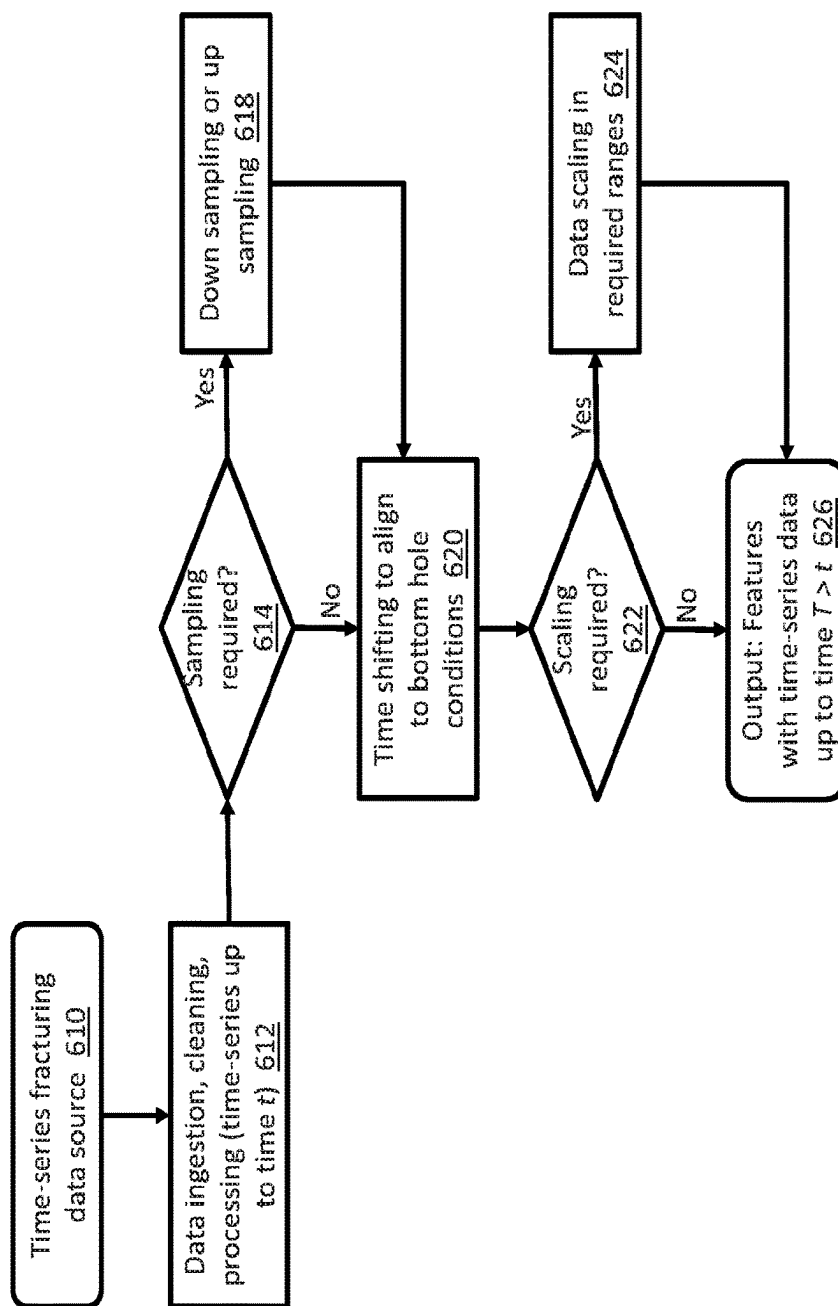 Time-series fracturing
data source 610
Data ingestion, cleaning,
processing (time-series up
to time t) 612
Sampling
required?
614
Yes
Down sampling or up
sampling 618
No
Time shifting to align
to bottom hole
conditions 620
Scaling
required?
622
Yes
Data scaling in
required ranges 624
No
Output: Features
with time-series data
up to time T > t 626